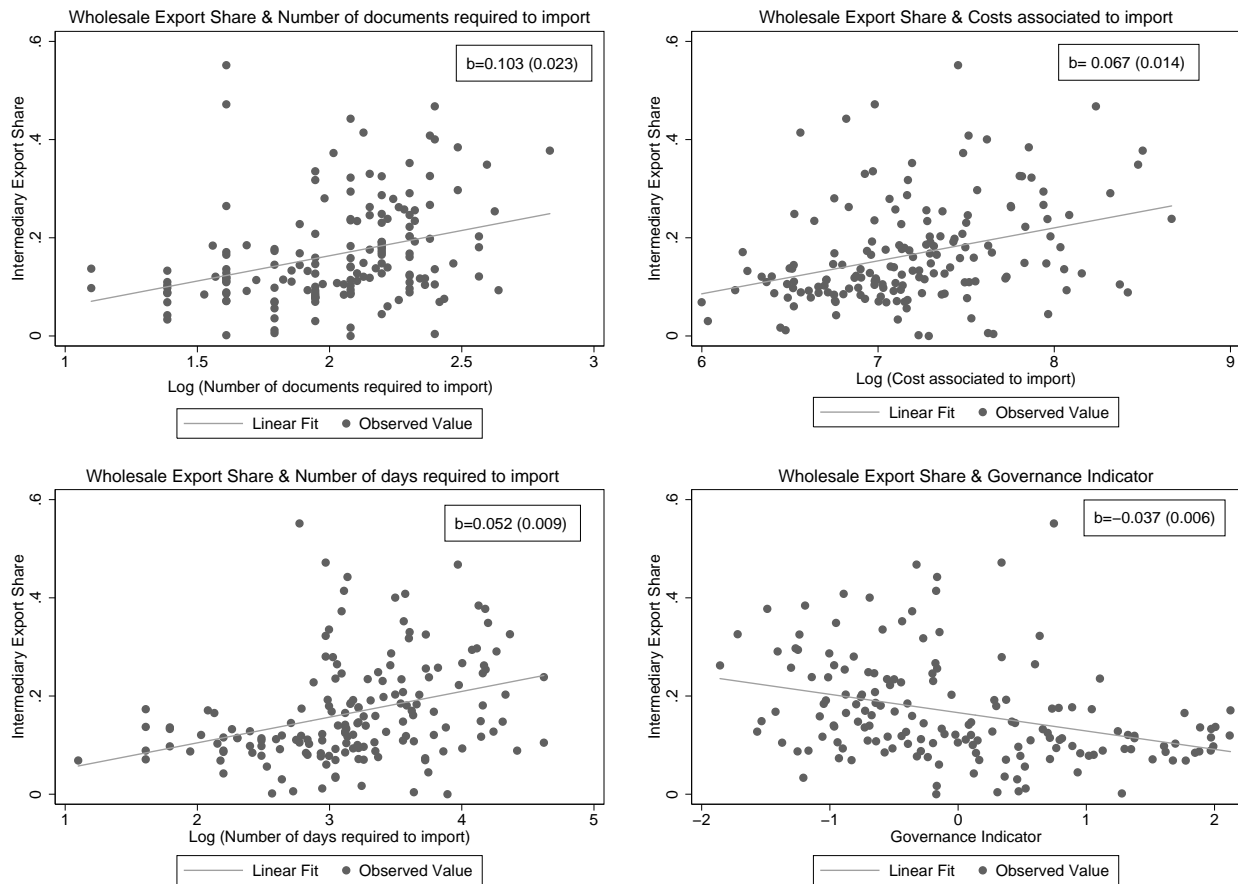 Wholesale Export Share & Number of documents required to import
Intermediary Export Share
0 .2 .4 .6
b=0.103 (0.023)
1 1.5 2 2.5 3
Log (Number of documents required to import)
Linear Fit Observed Value
Wholesale Export Share & Costs associated to import
Intermediary Export Share
0 .2 .4 .6
b= 0.067 (0.014)
6 7 8 9
Log (Cost associated to import)
Linear Fit Observed Value
Wholesale Export Share & Number of days required to import
Intermediary Export Share
0 .2 .4 .6
b=0.052 (0.009)
1 2 3 4 5
Log (Number of days required to import)
Linear Fit Observed Value
Wholesale Export Share & Governance Indicator
Intermediary Export Share
0 .2 .4 .6
b=−0.037 (0.006)
−2 −1 0 1 2
Governance Indicator
Linear Fit Observed Value